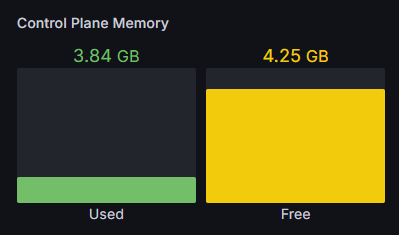 Control Plane Memory
3.84 GB
4.25 GB
Used
Free